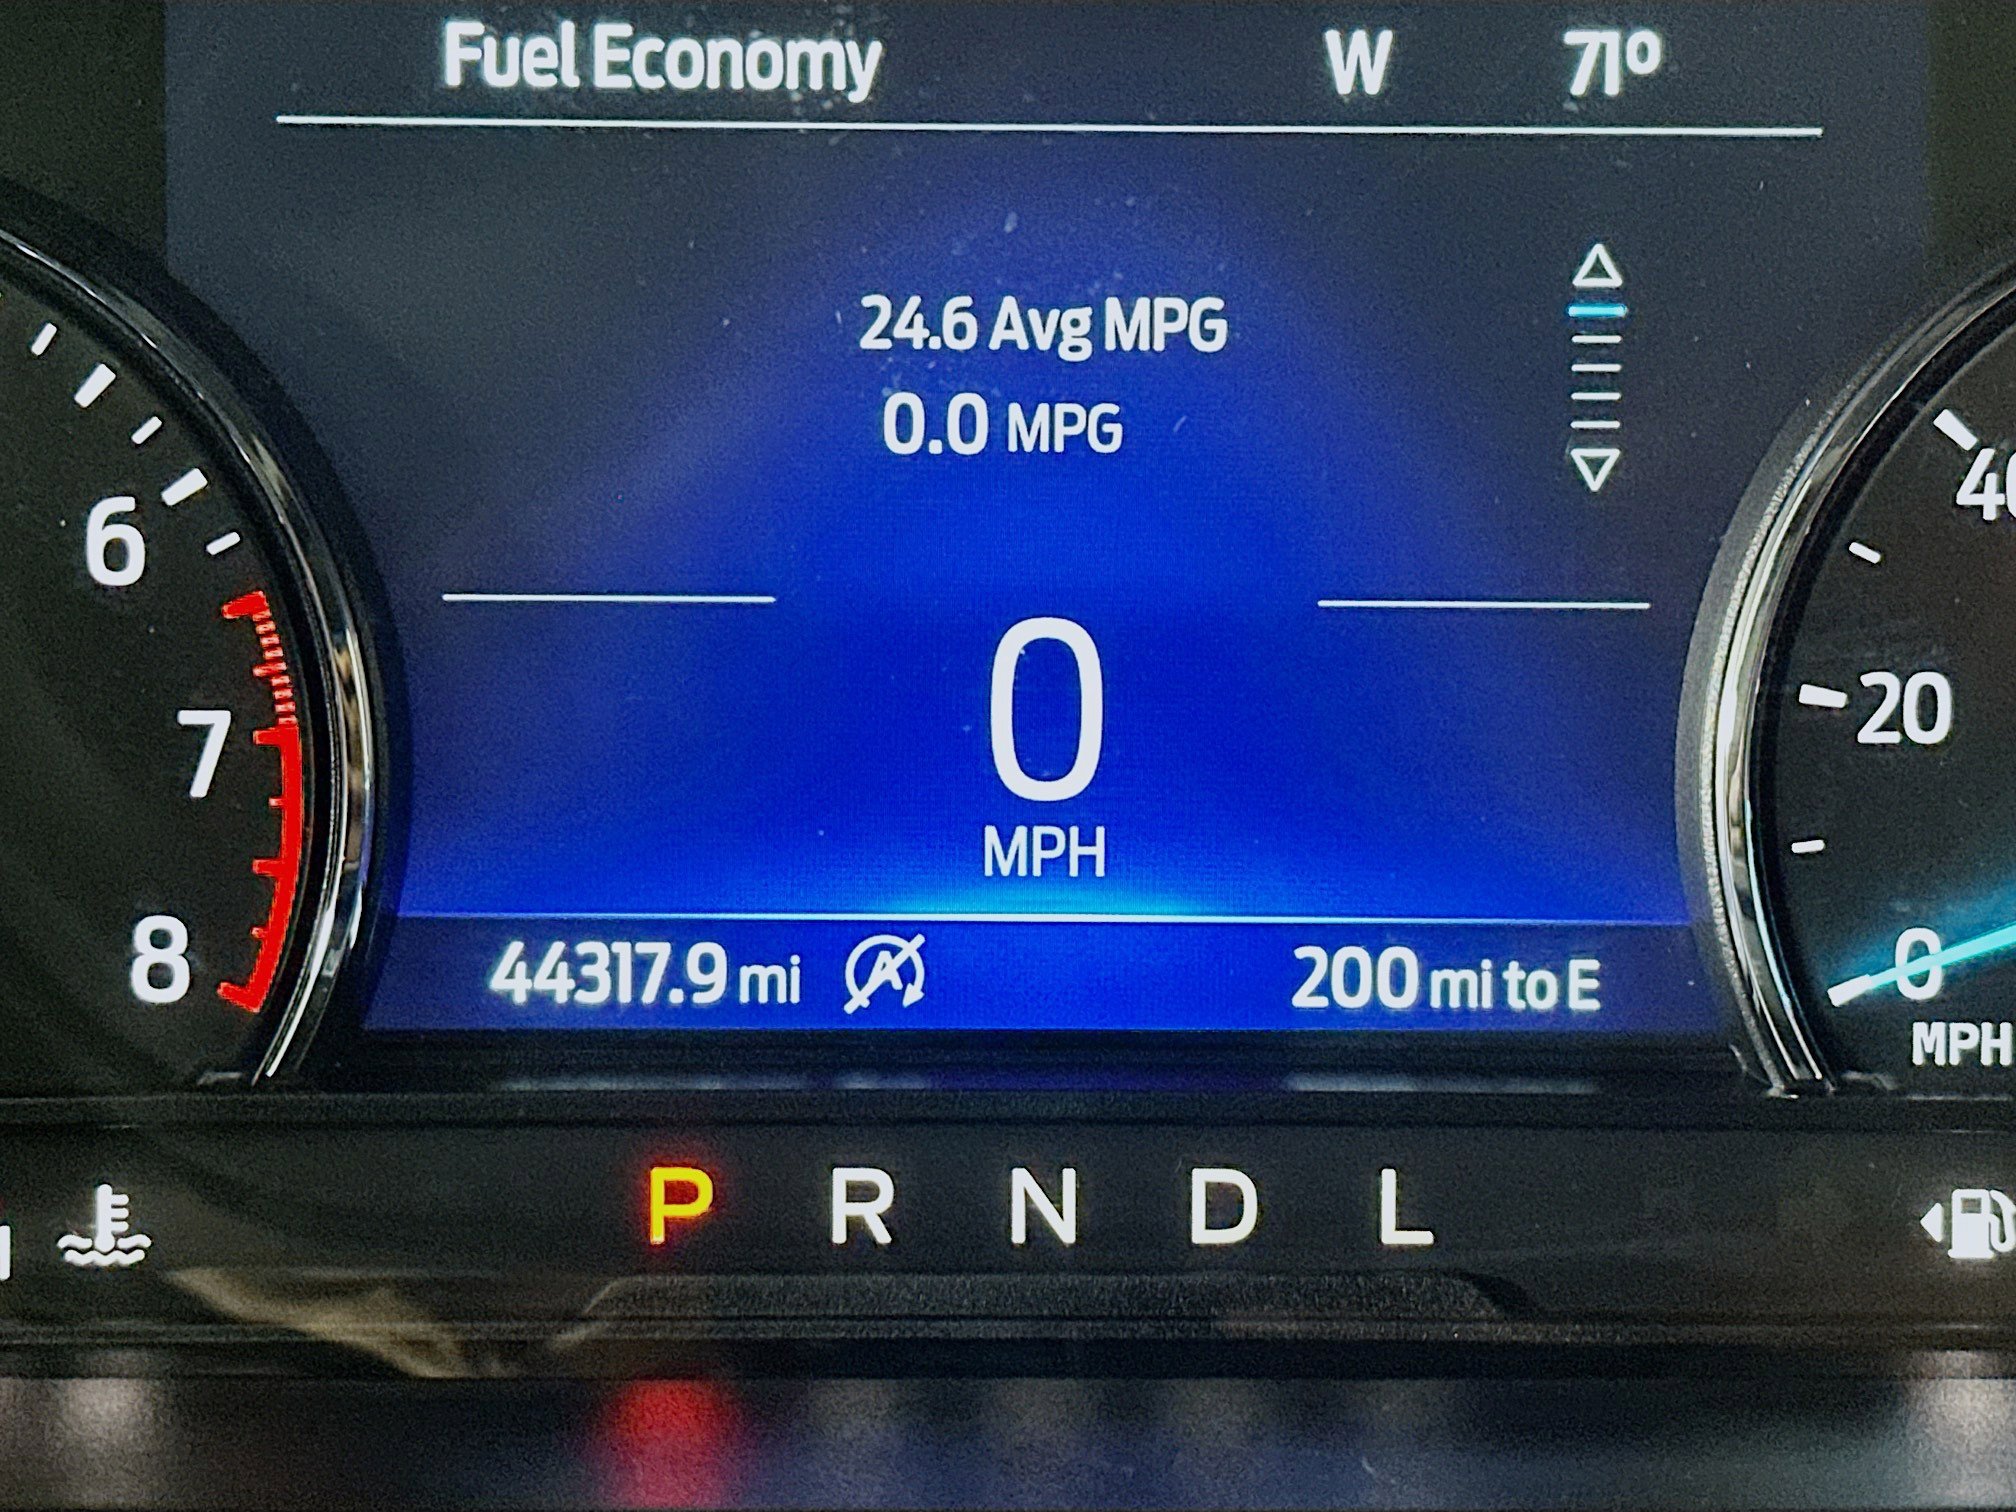 Fuel Economy W 71º
24.6 Avg MPG
0.0 MPG
6
7
8
0
MPH
40
20
0
MPH
44317.9 mi 200 mi to E
P R N D L